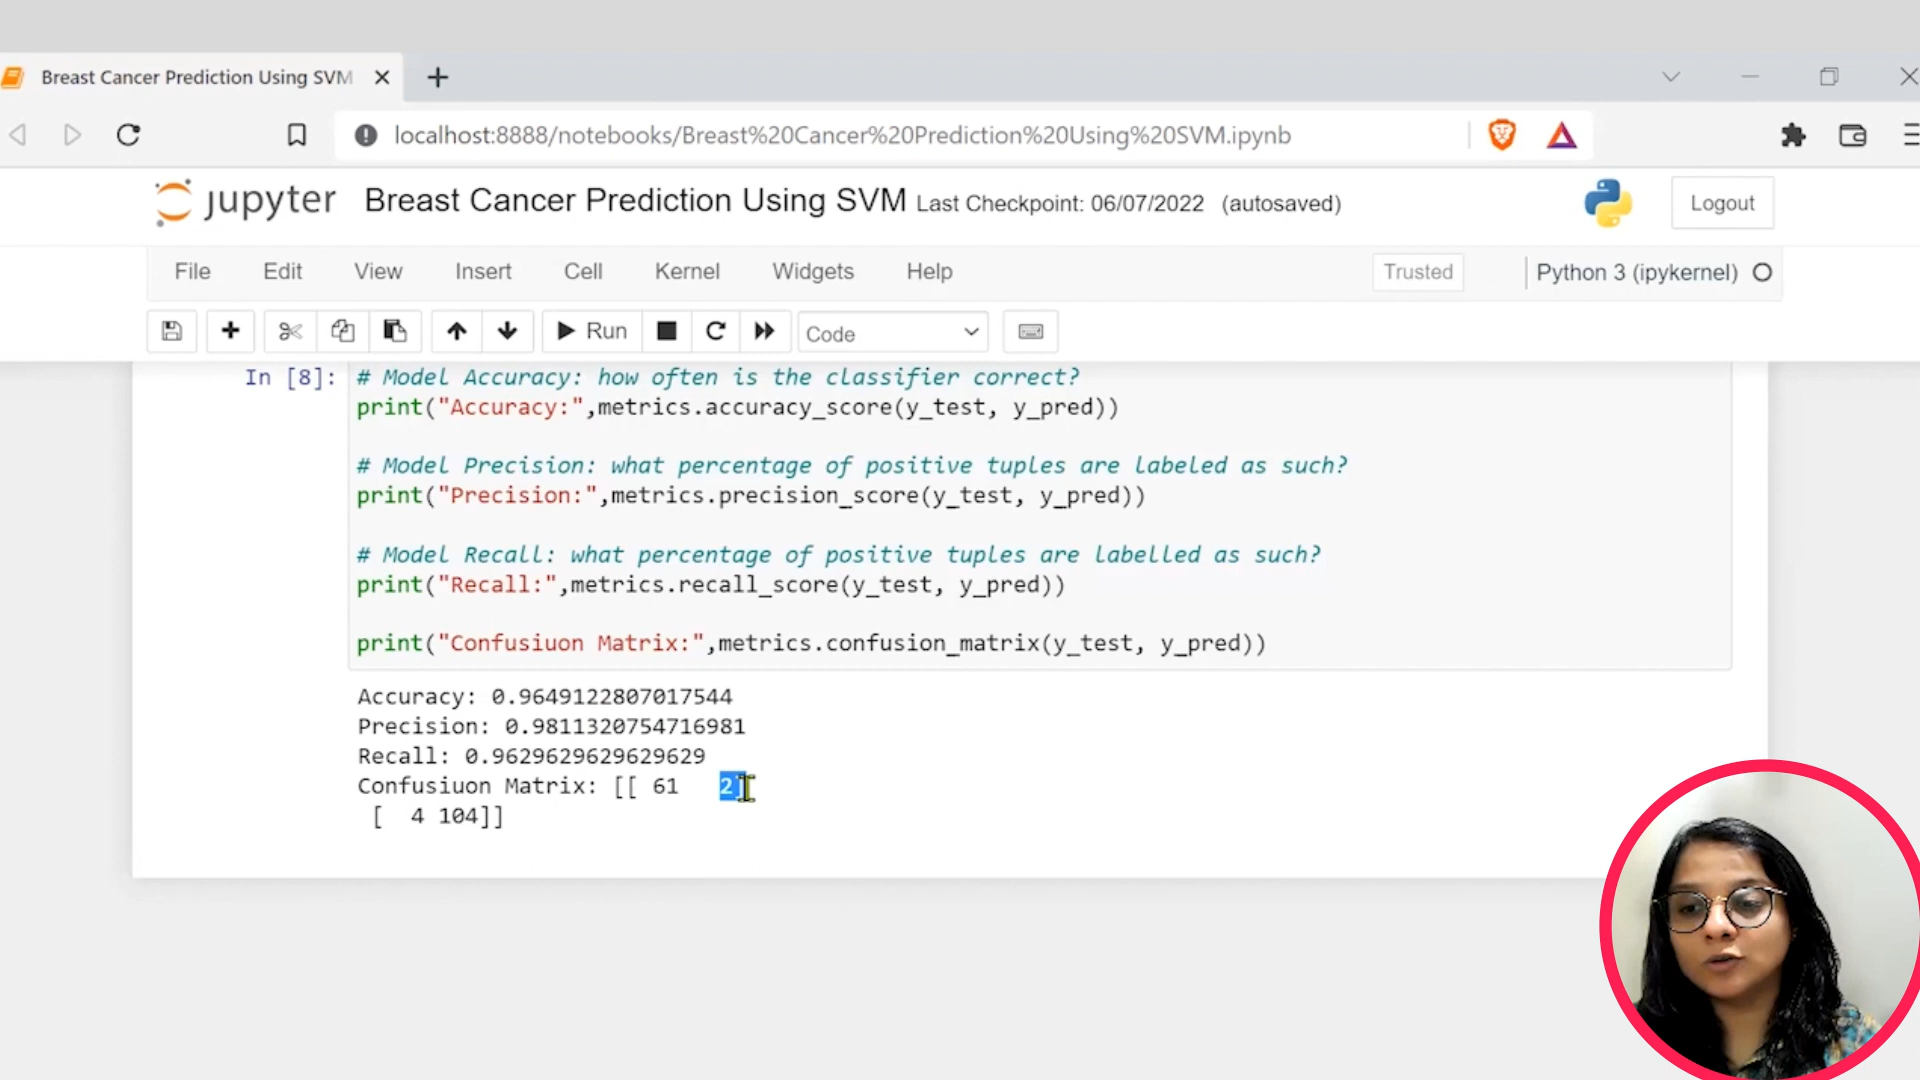 Breast Cancer Prediction Using SVM
localhost:8888/notebooks/Breast%20Cancer%20Prediction%20Using%20SVM.ipynb
jupyter Breast Cancer Prediction Using SVM Last Checkpoint: 06/07/2022 (autosaved)
Logout
File Edit View Insert Cell Kernel Widgets Help
Trusted
Python 3 (ipykernel)
Run
Code
In [8]: # Model Accuracy: how often is the classifier correct?
print("Accuracy:",metrics.accuracy_score(y_test, y_pred))
# Model Precision: what percentage of positive tuples are labeled as such?
print("Precision:",metrics.precision_score(y_test, y_pred))
# Model Recall: what percentage of positive tuples are labelled as such?
print("Recall:",metrics.recall_score(y_test, y_pred))
print("Confusiuon Matrix:",metrics.confusion_matrix(y_test, y_pred))
Accuracy: 0.9649122807017544
Precision: 0.9811320754716981
Recall: 0.9629629629629629
Confusiuon Matrix: [[ 61 2]
[ 4 104]]